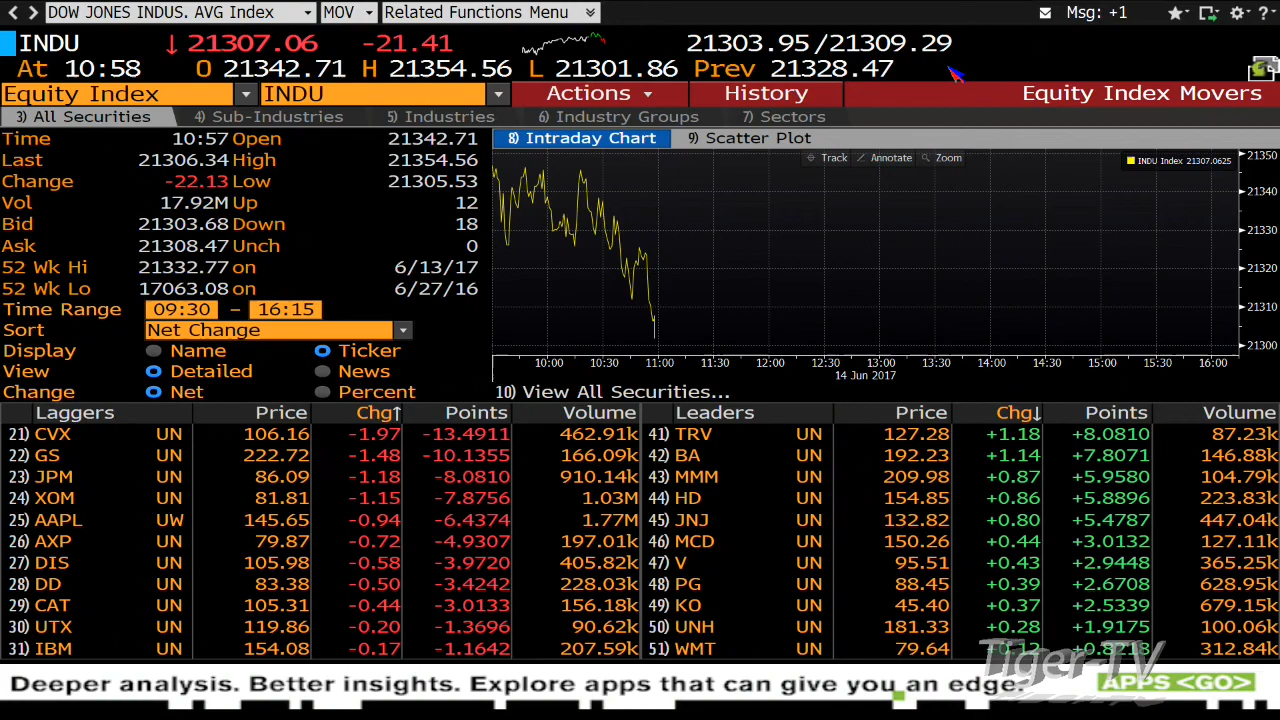 DOW JONES INDUS. AVG Index MOV Related Functions Menu Msg: +1
INDU ↓ 21307.06 -21.41 21303.95/21309.29
At 10:58 O 21342.71 H 21354.56 L 21301.86 Prev 21328.47
Equity Index INDU Actions History Equity Index Movers
3) All Securities 4) Sub-Industries 5) Industries 6) Industry Groups 7) Sectors
Time 10:57 Open 21342.71
Last 21306.34 High 21354.56
Change -22.13 Low 21305.53
Vol 17.92M Up 12
Bid 21303.68 Down 18
Ask 21308.47 Unch 0
52 Wk Hi 21332.77 on 6/13/17
52 Wk Lo 17063.08 on 6/27/16
Time Range 09:30 - 16:15
Sort Net Change
Display Name Ticker
View Detailed News
Change Net Percent
8) Intraday Chart 9) Scatter Plot
Track Annotate Zoom
INDU Index 21307.0625
21350
21340
21330
21320
21310
21300
10:00 10:30 11:00 11:30 12:00 12:30 13:00 13:30 14:00 14:30 15:00 15:30 16:00
14 Jun 2017
10) View All Securities...
Laggers Price Chg↑ Points Volume Leaders Price Chg↓ Points Volume
21) CVX UN 106.16 -1.97 -13.4911 462.91k 41) TRV UN 127.28 +1.18 +8.0810 87.23k
22) GS UN 222.72 -1.48 -10.1355 166.09k 42) BA UN 192.23 +1.14 +7.8071 146.88k
23) JPM UN 86.09 -1.18 -8.0810 910.14k 43) MMM UN 209.98 +0.87 +5.9580 104.79k
24) XOM UN 81.81 -1.15 -7.8756 1.03M 44) HD UN 154.85 +0.86 +5.8896 223.83k
25) AAPL UW 145.65 -0.94 -6.4374 1.77M 45) JNJ UN 132.82 +0.80 +5.4787 447.04k
26) AXP UN 79.87 -0.72 -4.9307 197.01k 46) MCD UN 150.26 +0.44 +3.0132 127.11k
27) DIS UN 105.98 -0.58 -3.9720 405.82k 47) V UN 95.51 +0.43 +2.9448 365.25k
28) DD UN 83.38 -0.50 -3.4242 228.03k 48) PG UN 88.45 +0.39 +2.6708 628.95k
29) CAT UN 105.31 -0.44 -3.0133 156.18k 49) KO UN 45.40 +0.37 +2.5339 679.15k
30) UTX UN 119.86 -0.20 -1.3696 90.62k 50) UNH UN 181.33 +0.28 +1.9175 100.06k
31) IBM UN 154.08 -0.17 -1.1642 207.59k 51) WMT UN 79.64 +0.12 +0.8218 312.84k
Tiger-TV
Deeper analysis. Better insights. Explore apps that can give you an edge. APPS <GO>